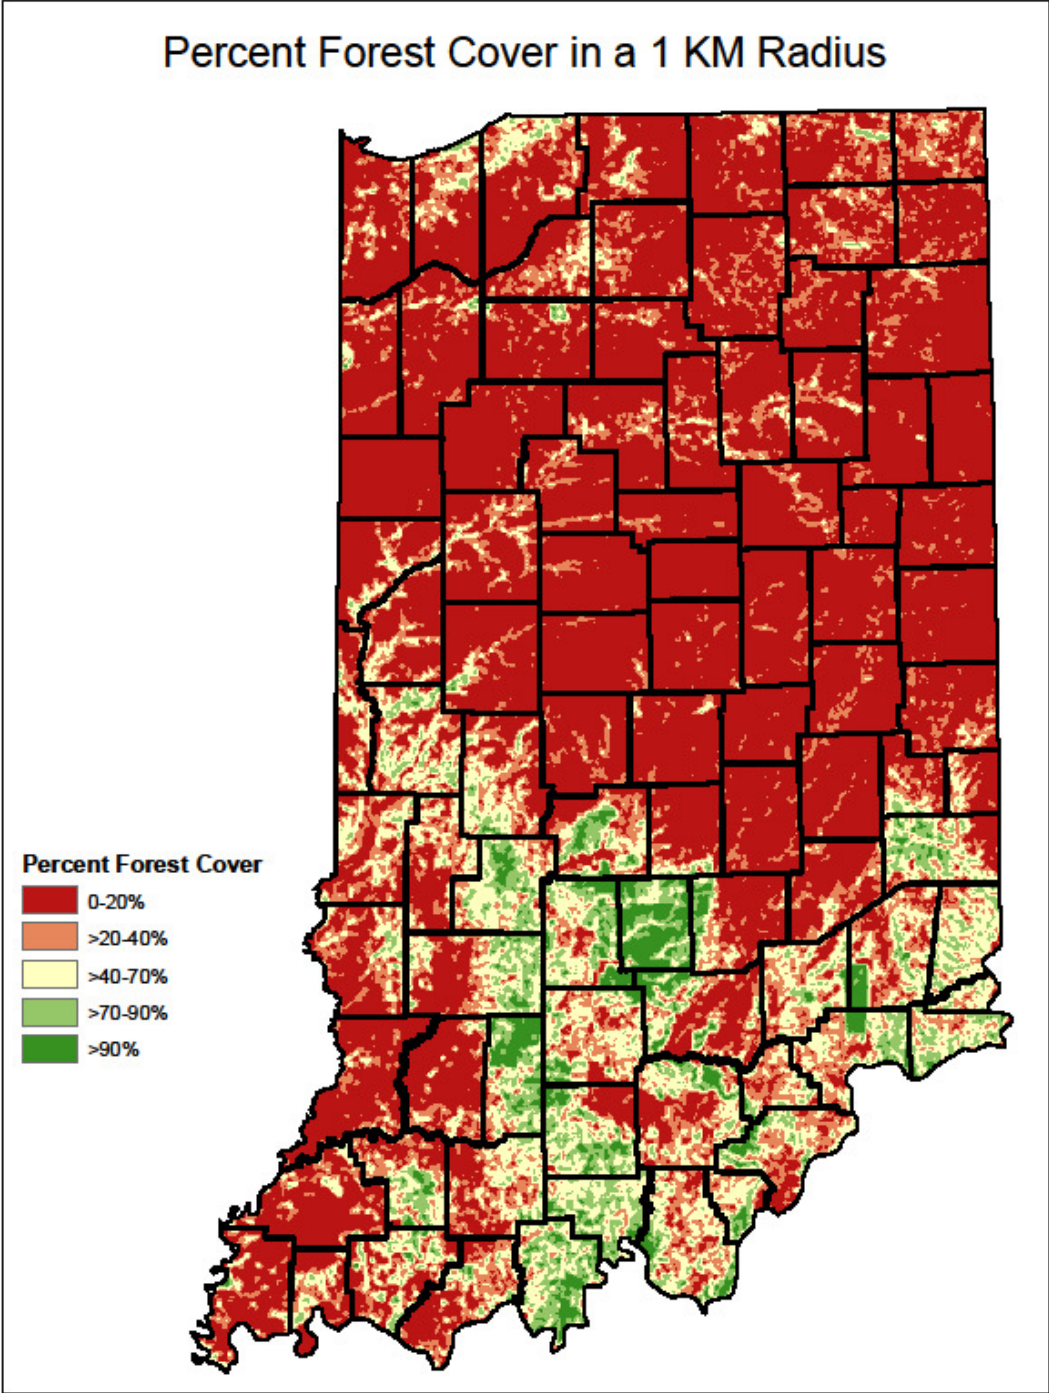 Percent Forest Cover in a 1 KM Radius
Percent Forest Cover
0-20%
>20-40%
>40-70%
>70-90%
>90%